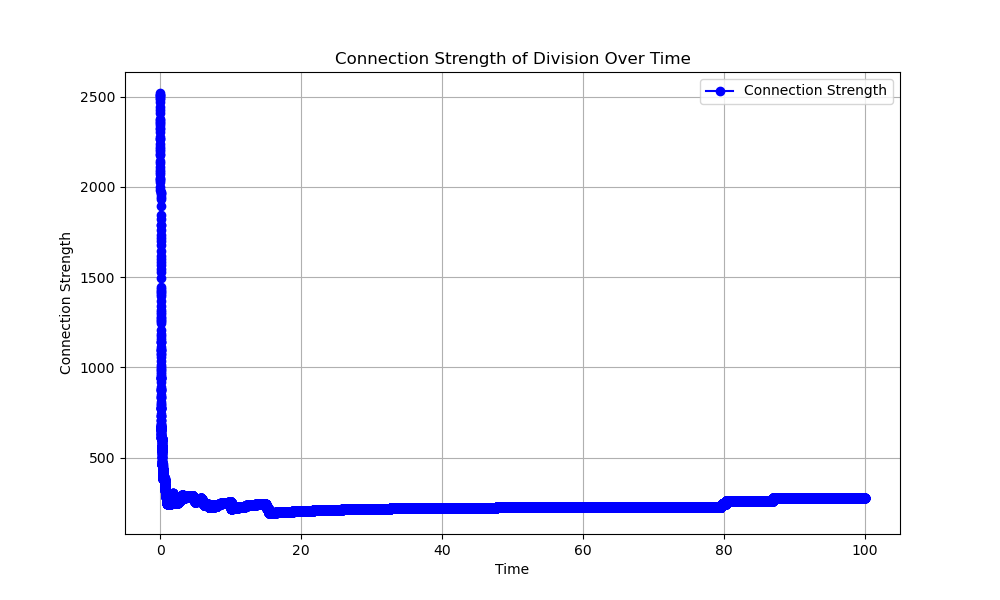 Connection Strength of Division Over Time
Connection Strength
2500
2000
1500
1000
500
Connection Strength
0 20 40 60 80 100
Time